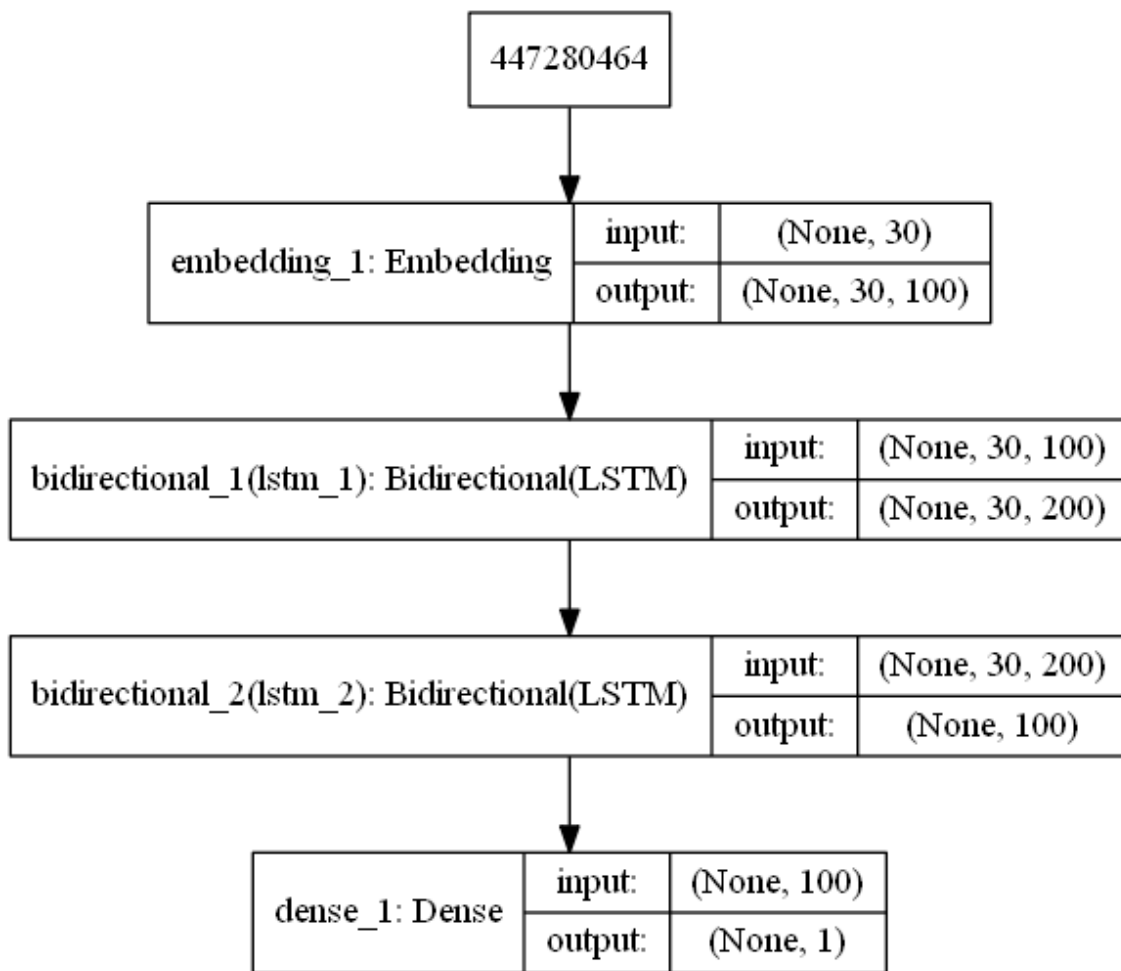 447280464
embedding_1: Embedding
input:
(None, 30)
output:
(None, 30, 100)
bidirectional_1(lstm_1): Bidirectional(LSTM)
input:
(None, 30, 100)
output:
(None, 30, 200)
bidirectional_2(lstm_2): Bidirectional(LSTM)
input:
(None, 30, 200)
output:
(None, 100)
dense_1: Dense
input:
(None, 100)
output:
(None, 1)